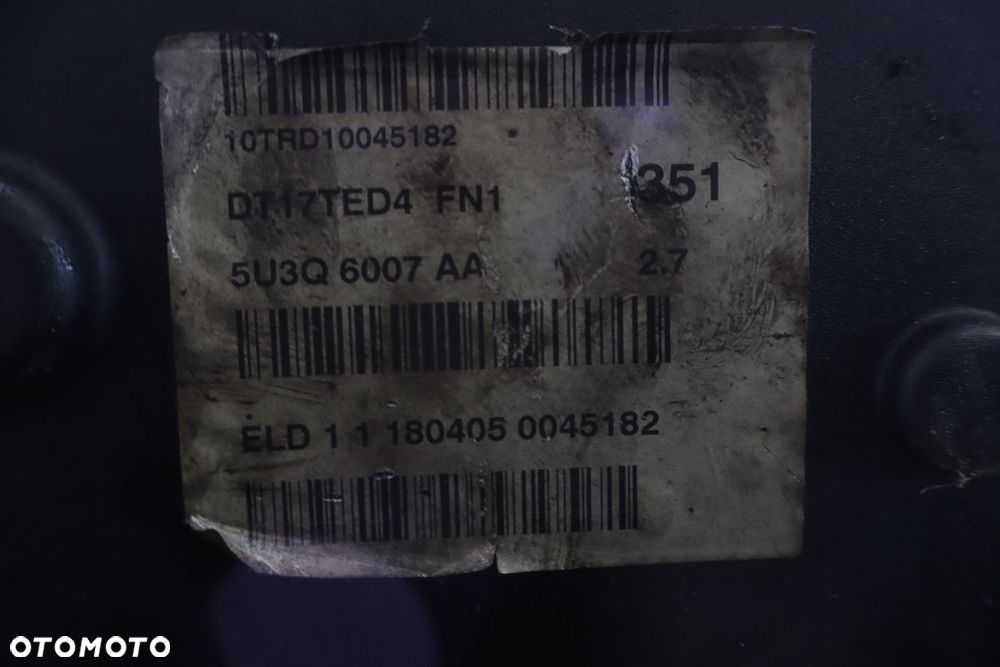 10TRD10045182
DT17TED4 FN1 351
5U3Q 6007 AA 2.7
ELD 1 1 180405 0045182
OTOMOTO